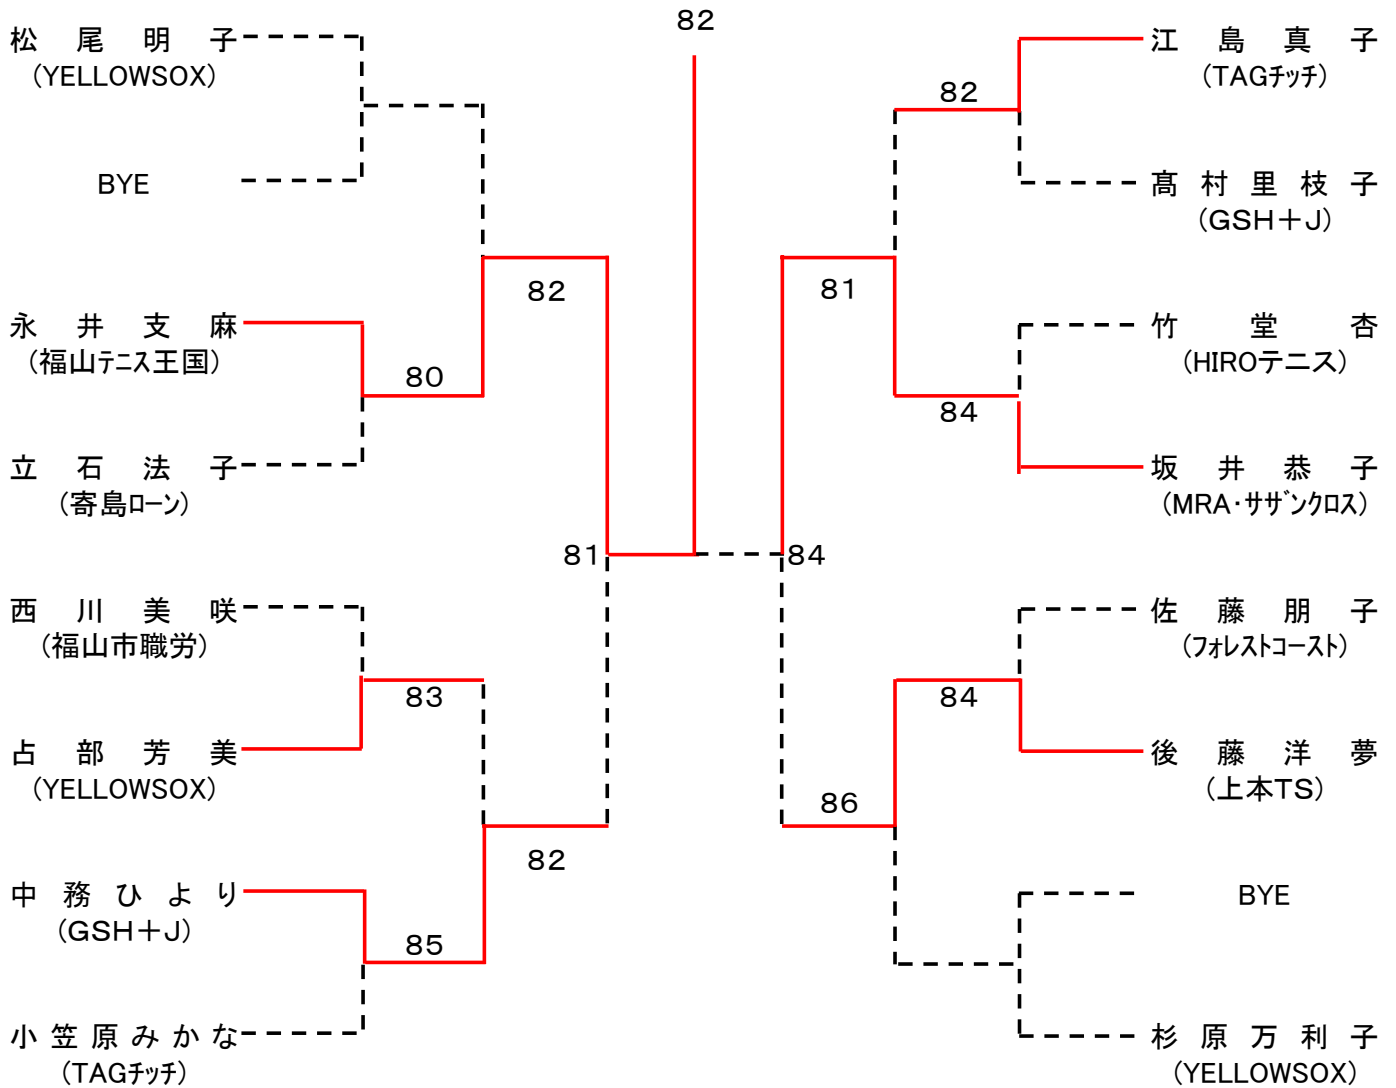 82
松尾明子
(YELLOWSOX)
BYE
82
永井支麻
(福山テニス王国)
80
立石法子
(寄島ローン)
81
西川美咲
(福山市職労)
83
占部芳美
(YELLOWSOX)
82
中務ひより
(GSH+J)
85
小笠原みかな
(TAGチッチ)
江島真子
(TAGチッチ)
82
髙村里枝子
(GSH+J)
81
竹堂杏
(HIROテニス)
84
坂井恭子
(MRA・サザンクロス)
84
佐藤朋子
(フォレストコースト)
84
後藤洋夢
(上本TS)
86
BYE
杉原万利子
(YELLOWSOX)